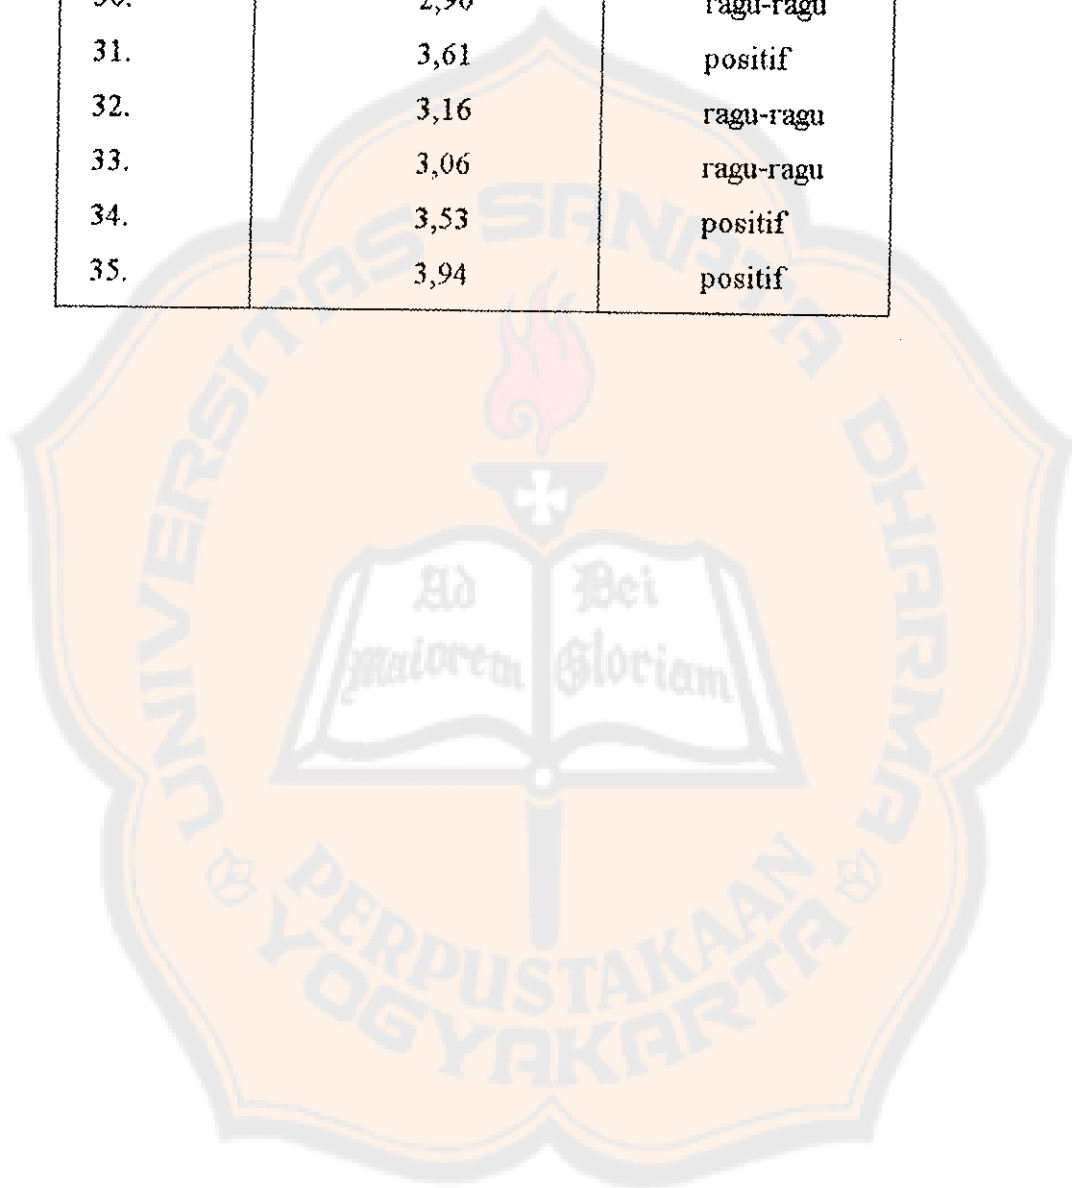 ragu-ragu
31. 3,61 positif
32. 3,16 ragu-ragu
33. 3,06 ragu-ragu
34. 3,53 positif
35. 3,94 positif
UNIVERSITAS SANATA DHARMA
Ad Dei
Maiorem Gloriam
PERPUSTAKAAN
YOGYAKARTA